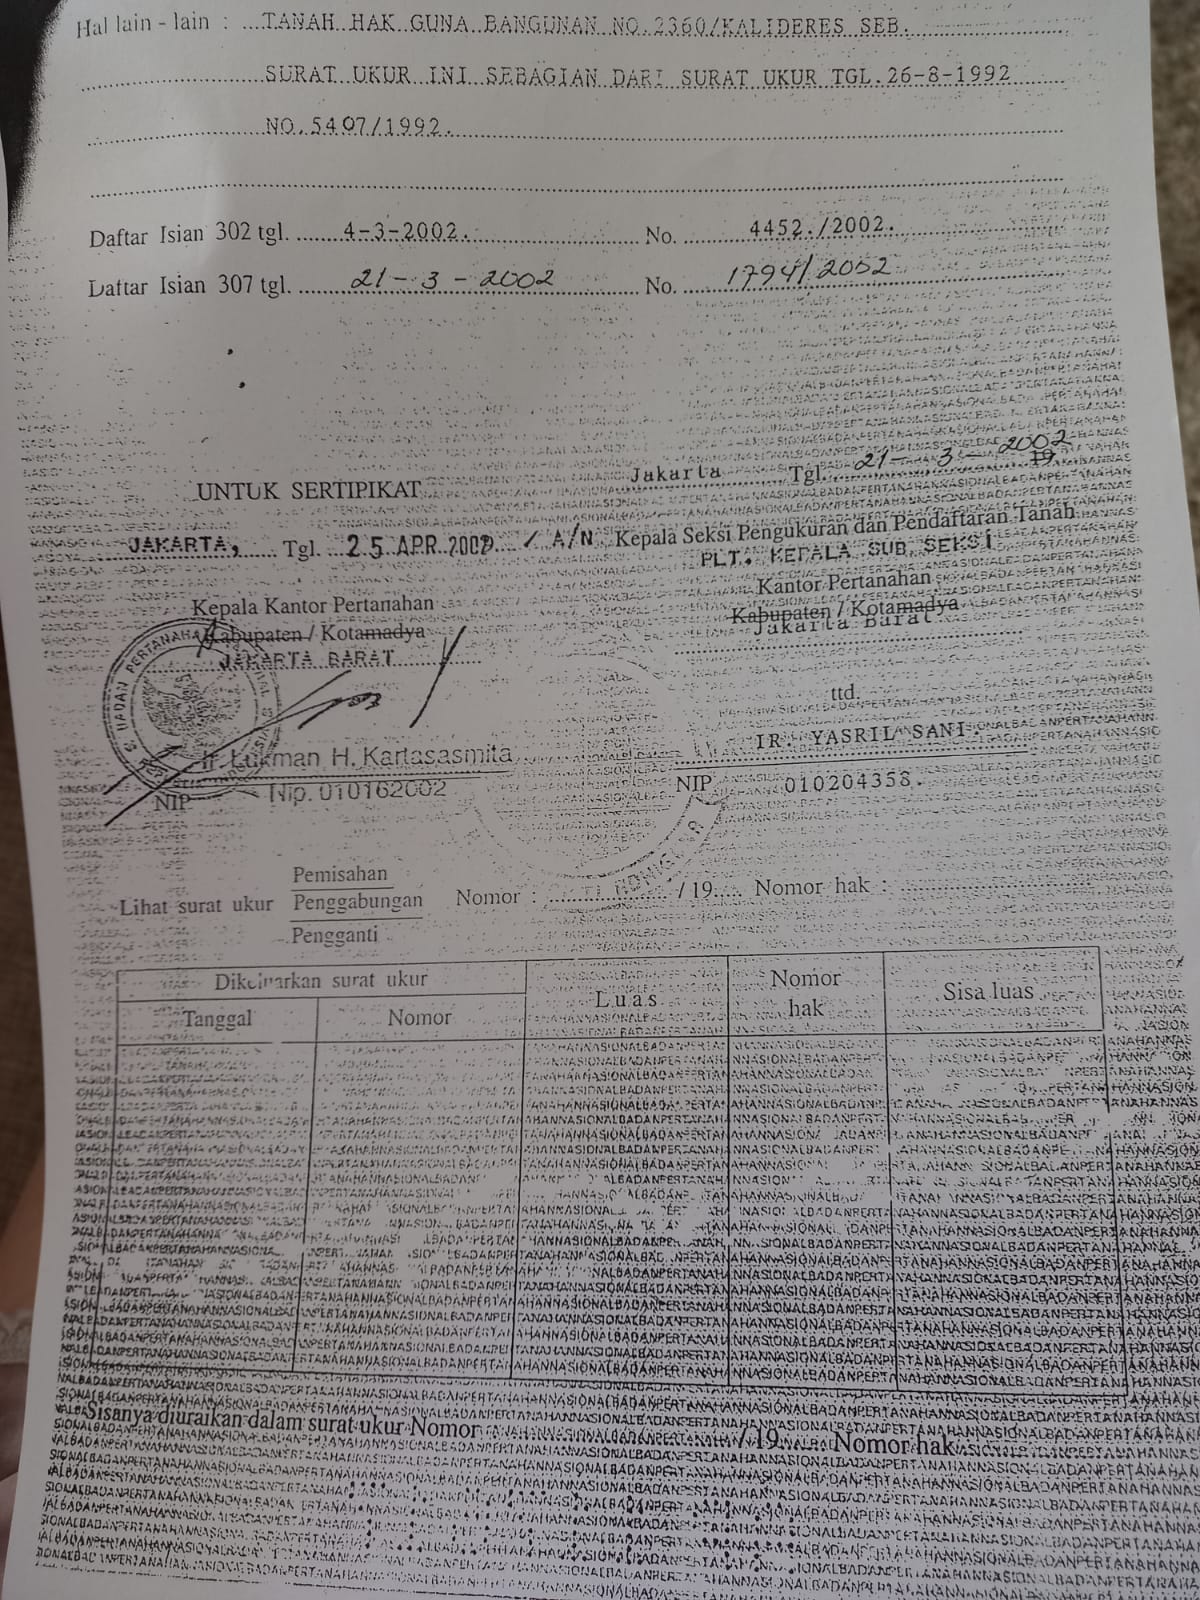 Hal lain - lain : TANAH HAK GUNA BANGUNAN NO.2360/KALIDERES SEB.
SURAT UKUR INI SEBAGIAN DARI SURAT UKUR TGL.26-8-1992
NO.5407/1992.
Daftar Isian 302 tgl. 4-3-2002. No. 4452./2002.
Daftar Isian 307 tgl. 21-3-2002 No. 1794/2002
Jakarta Tgl. 21-3-2002 19
UNTUK SERTIPIKAT
JAKARTA, Tgl. 25 APR 2002
A/N Kepala Seksi Pengukuran dan Pendaftaran Tanah
PLT. KEPALA SUB SEKSI
Kantor Pertanahan
Kabupaten / Kotamadya
Jakarta Barat
Kepala Kantor Pertanahan
Kabupaten / Kotamadya
JAKARTA BARAT
BADAN PERTANAHAN
ttd.
Ir. Lukman H. Kartasasmita
NIP Nip. 010162002
IR. YASRIL SANI.
NIP 010204358.
Lihat surat ukur
Pemisahan
Penggabungan
Pengganti
Nomor : / 19 Nomor hak :
Dikeluarkan surat ukur
Tanggal Nomor Luas Nomor hak Sisa luas
Sisanya diuraikan dalam surat ukur Nomor / 19 Nomor hak